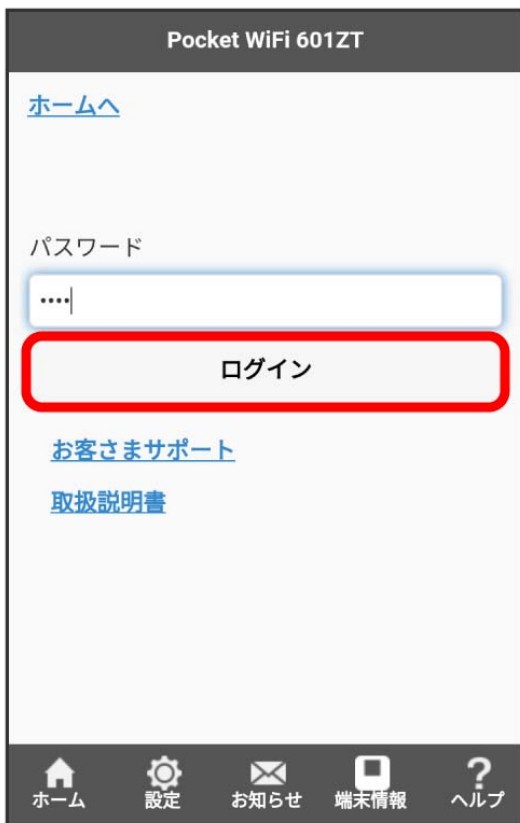 Pocket WiFi 601ZT
ホームへ
パスワード
••••
ログイン
お客さまサポート
取扱説明書
ホーム 設定 お知らせ 端末情報 ヘルプ